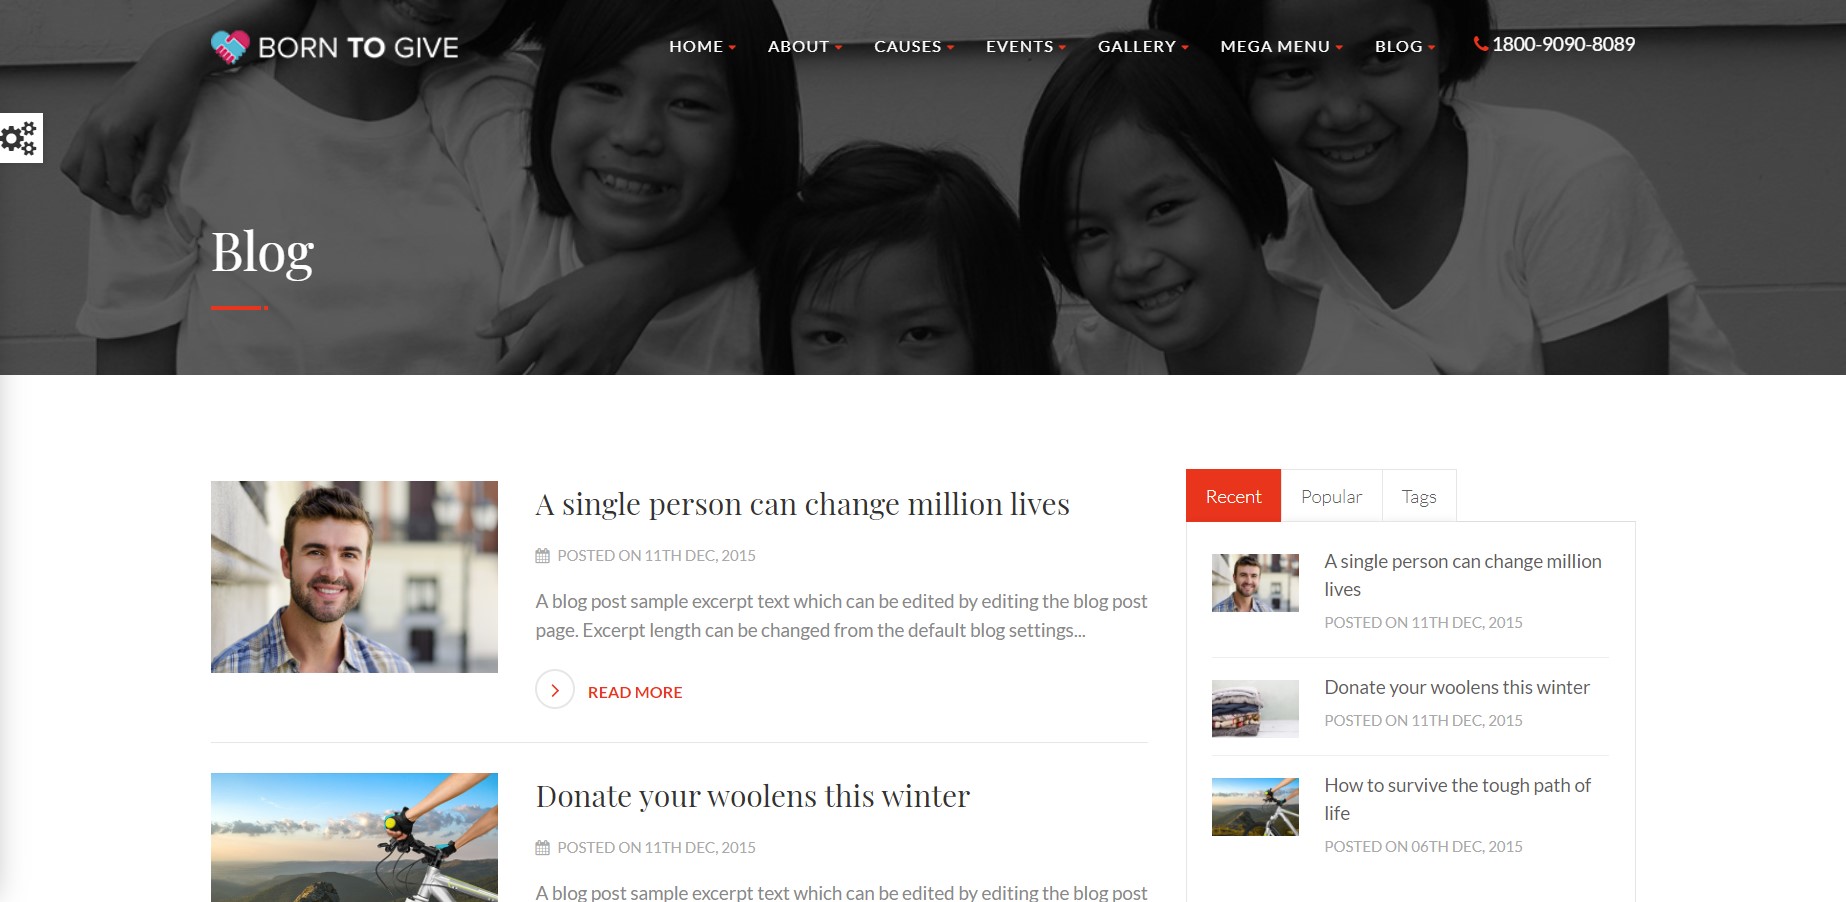 BORN TO GIVE
HOME ABOUT CAUSES EVENTS GALLERY MEGA MENU BLOG 1800-9090-8089
Blog
A single person can change million lives
POSTED ON 11TH DEC, 2015
A blog post sample excerpt text which can be edited by editing the blog post
page. Excerpt length can be changed from the default blog settings...
READ MORE
Donate your woolens this winter
POSTED ON 11TH DEC, 2015
A blog post sample excerpt text which can be edited by editing the blog post
Recent Popular Tags
A single person can change million
lives
POSTED ON 11TH DEC, 2015
Donate your woolens this winter
POSTED ON 11TH DEC, 2015
How to survive the tough path of
life
POSTED ON 06TH DEC, 2015